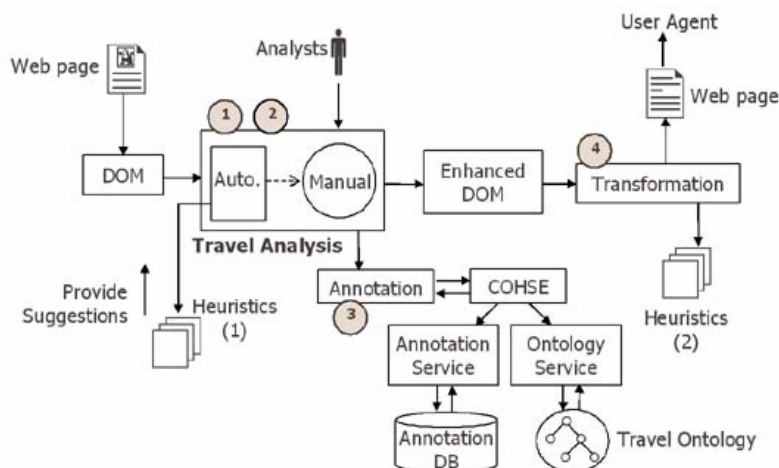 User Agent
Analysts
Web page
Web page
1
2
4
DOM
Auto.
Manual
Enhanced
DOM
Transformation
Travel Analysis
Provide
Suggestions
Heuristics
(1)
Annotation
3
COHSE
Heuristics
(2)
Annotation
Service
Ontology
Service
Annotation
DB
Travel Ontology